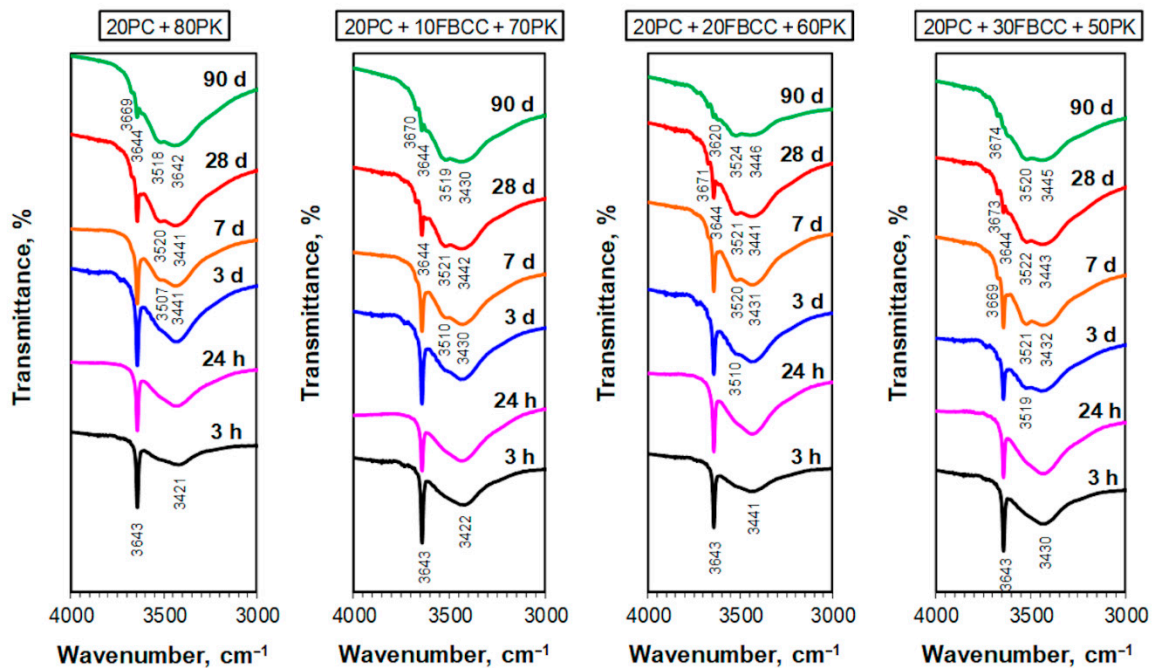 20PC + 80PK
20PC + 10FBCC + 70PK
20PC + 20FBCC + 60PK
20PC + 30FBCC + 50PK
Transmittance, %
90 d
3669
3644
3518
3642
28 d
3520
3441
7 d
3507
3441
3 d
24 h
3 h
3421
3643
4000
3500
3000
Wavenumber, cm⁻¹
Transmittance, %
90 d
3670
3644
3519
3430
28 d
3644
3521
3442
7 d
3510
3430
3 d
24 h
3 h
3422
3643
4000
3500
3000
Wavenumber, cm⁻¹
Transmittance, %
90 d
3620
3524
3446
28 d
3671
3644
3521
3441
7 d
3520
3431
3 d
3510
24 h
3 h
3441
3643
4000
3500
3000
Wavenumber, cm⁻¹
Transmittance, %
90 d
3674
3520
3445
28 d
3673
3644
3522
3443
7 d
3669
3521
3432
3 d
3519
24 h
3 h
3643
3430
4000
3500
3000
Wavenumber, cm⁻¹